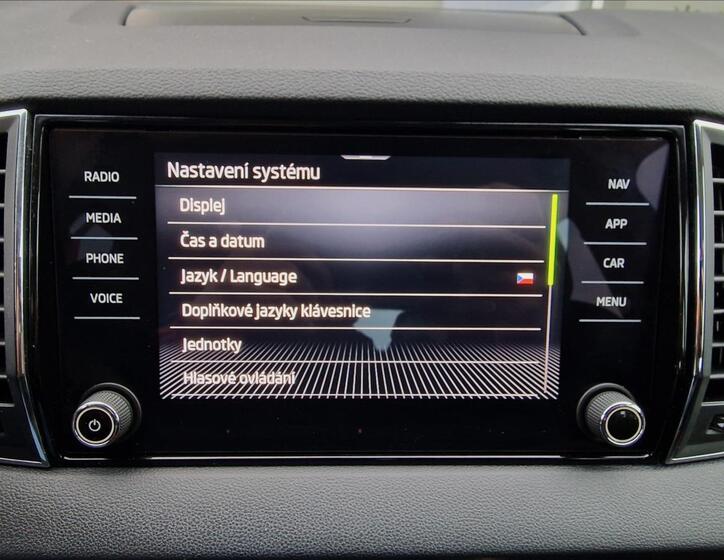 Nastavení systému
Displej
Čas a datum
Jazyk / Language
Doplňkové jazyky klávesnice
Jednotky
Hlasové ovládání
RADIO
MEDIA
PHONE
VOICE
NAV
APP
CAR
MENU